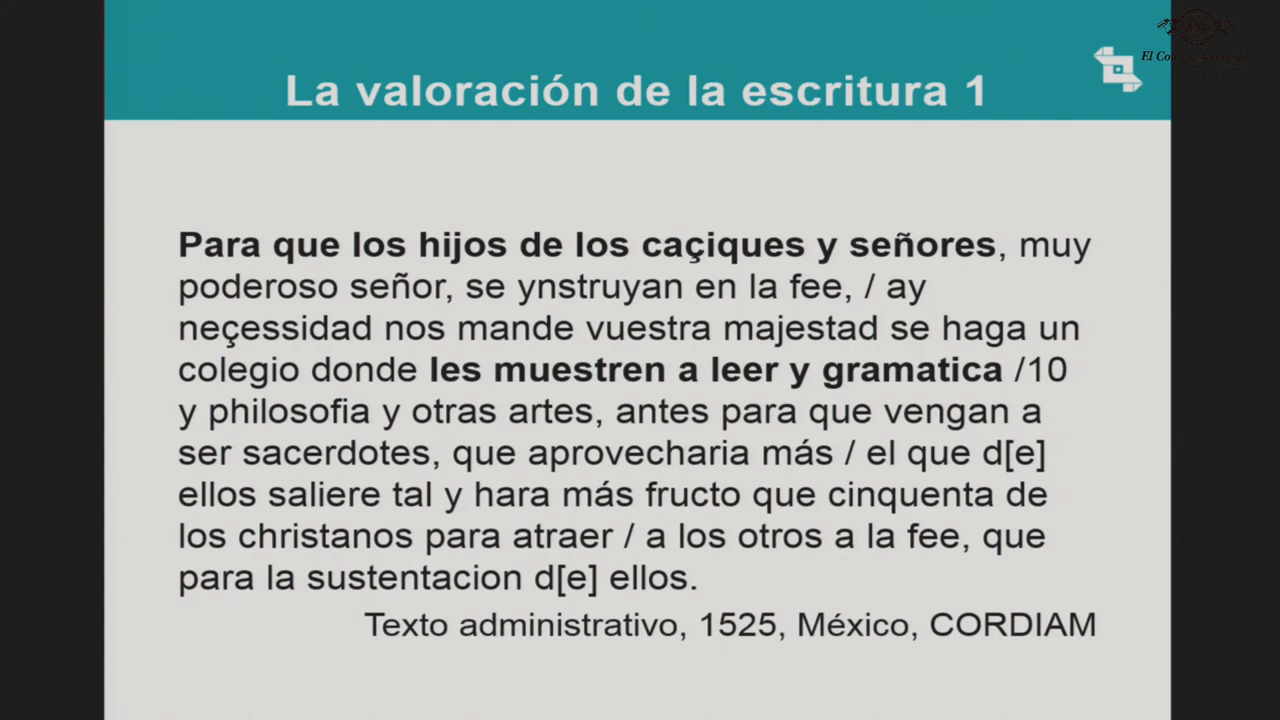 La valoración de la escritura 1
Para que los hijos de los caçiques y señores, muy
poderoso señor, se ynstruyan en la fee, / ay
neçessidad nos mande vuestra majestad se haga un
colegio donde les muestren a leer y gramatica /10
y philosofia y otras artes, antes para que vengan a
ser sacerdotes, que aprovecharia más / el que d[e]
ellos saliere tal y hara más fructo que cinquenta de
los christanos para atraer / a los otros a la fee, que
para la sustentacion d[e] ellos.
Texto administrativo, 1525, México, CORDIAM